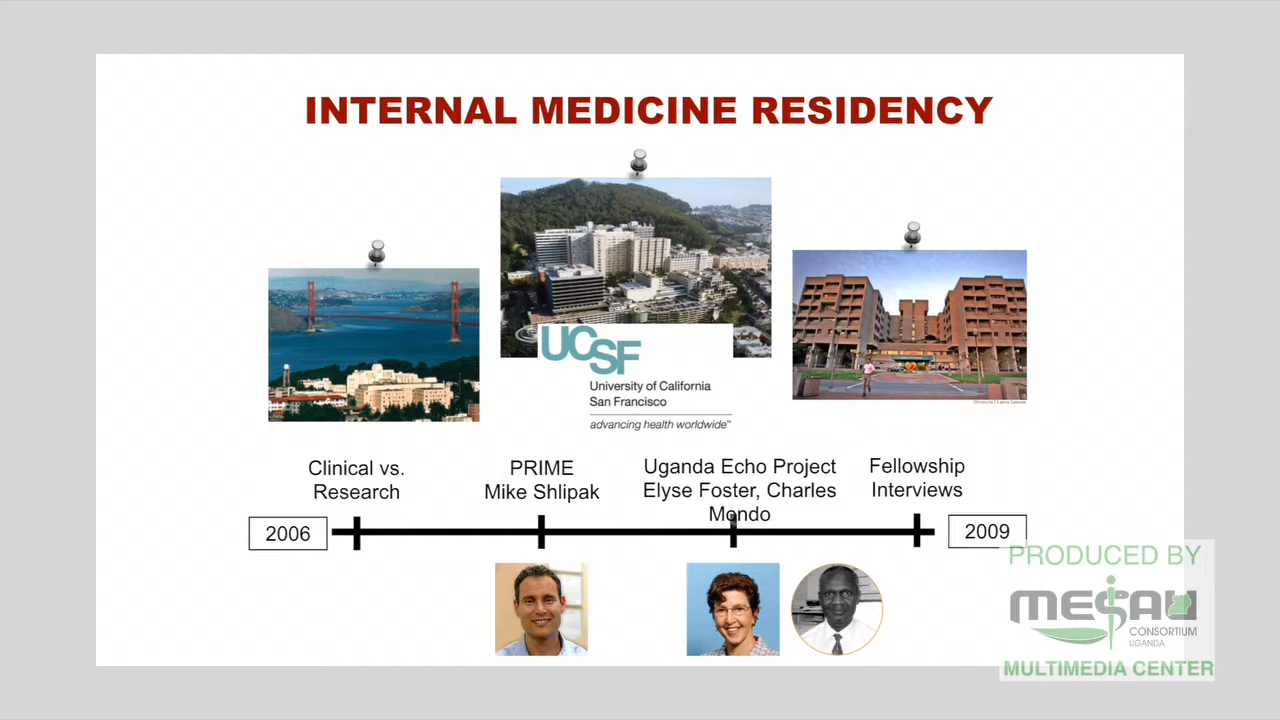 INTERNAL MEDICINE RESIDENCY
UCSF
University of California
San Francisco
advancing health worldwide™
Clinical vs.
Research
PRIME
Mike Shlipak
Uganda Echo Project
Elyse Foster, Charles
Mondo
Fellowship
Interviews
2006
2009
PRODUCED BY
MESAU
CONSORTIUM
UGANDA
MULTIMEDIA CENTER